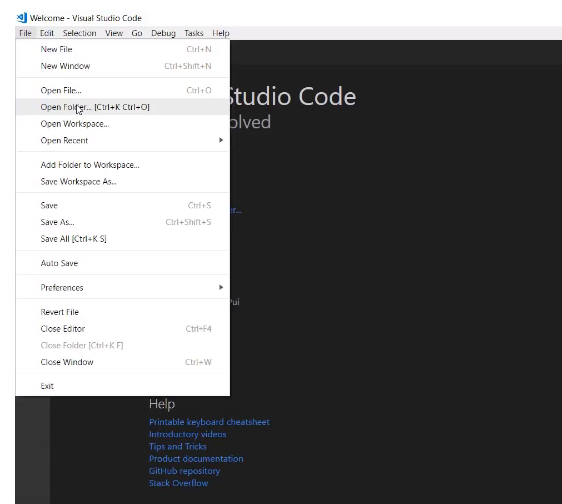 Welcome - Visual Studio Code
File Edit Selection View Go Debug Tasks Help
New File Ctrl+N
New Window Ctrl+Shift+N
Open File... Ctrl+O
Open Folder... [Ctrl+K Ctrl+O]
Open Workspace...
Open Recent
Add Folder to Workspace...
Save Workspace As...
Save Ctrl+S
Save As... Ctrl+Shift+S
Save All [Ctrl+K S]
Auto Save
Preferences
Revert File
Close Editor Ctrl+F4
Close Folder [Ctrl+K F]
Close Window Ctrl+W
Exit
Studio Code
olved
er...
Pui
Help
Printable keyboard cheatsheet
Introductory videos
Tips and Tricks
Product documentation
GitHub repository
Stack Overflow